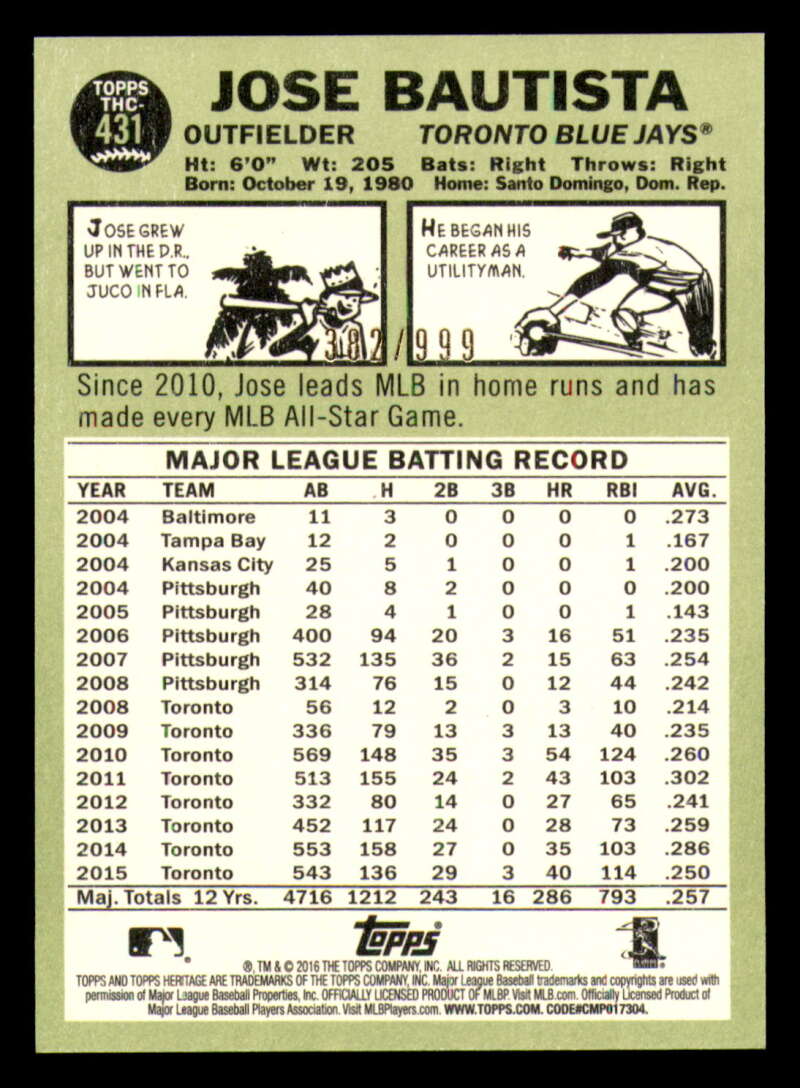 TOPPS
THC-
431
JOSE BAUTISTA
OUTFIELDER TORONTO BLUE JAYS®
Ht: 6'0" Wt: 205 Bats: Right Throws: Right
Born: October 19, 1980 Home: Santo Domingo, Dom. Rep.
JOSE GREW
UP IN THE D.R.,
BUT WENT TO
JUCO IN FLA.
HE BEGAN HIS
CAREER AS A
UTILITYMAN.
382/999
Since 2010, Jose leads MLB in home runs and has
made every MLB All-Star Game.
MAJOR LEAGUE BATTING RECORD
YEAR TEAM AB H 2B 3B HR RBI AVG.
2004 Baltimore 11 3 0 0 0 0 .273
2004 Tampa Bay 12 2 0 0 0 1 .167
2004 Kansas City 25 5 1 0 0 1 .200
2004 Pittsburgh 40 8 2 0 0 0 .200
2005 Pittsburgh 28 4 1 0 0 1 .143
2006 Pittsburgh 400 94 20 3 16 51 .235
2007 Pittsburgh 532 135 36 2 15 63 .254
2008 Pittsburgh 314 76 15 0 12 44 .242
2008 Toronto 56 12 2 0 3 10 .214
2009 Toronto 336 79 13 3 13 40 .235
2010 Toronto 569 148 35 3 54 124 .260
2011 Toronto 513 155 24 2 43 103 .302
2012 Toronto 332 80 14 0 27 65 .241
2013 Toronto 452 117 24 0 28 73 .259
2014 Toronto 553 158 27 0 35 103 .286
2015 Toronto 543 136 29 3 40 114 .250
Maj. Totals 12 Yrs. 4716 1212 243 16 286 793 .257
Topps®
®, TM & © 2016 THE TOPPS COMPANY, INC. ALL RIGHTS RESERVED.
TOPPS AND TOPPS HERITAGE ARE TRADEMARKS OF THE TOPPS COMPANY, INC. Major League Baseball trademarks and copyrights are used with
permission of Major League Baseball Properties, Inc. OFFICIALLY LICENSED PRODUCT OF MLBP. Visit MLB.com. Officially Licensed Product of
Major League Baseball Players Association. Visit MLBPlayers.com. WWW.TOPPS.COM. CODE#CMP017304.